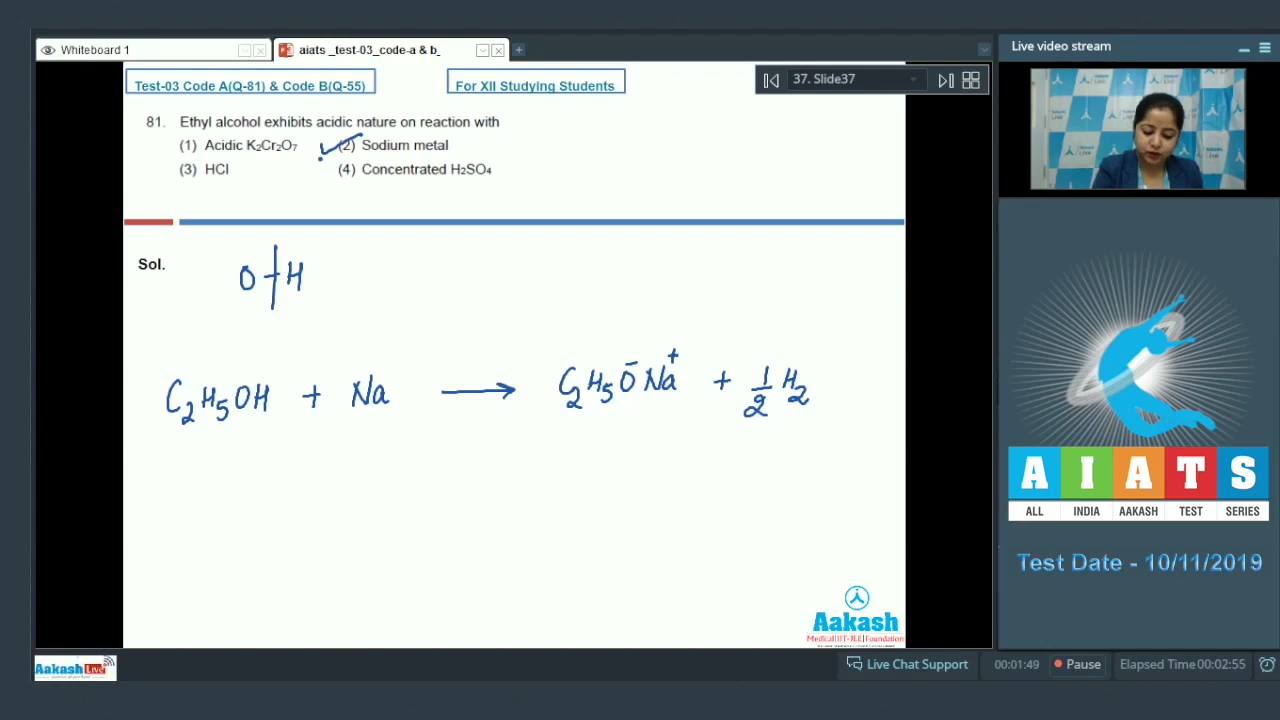 Whiteboard 1
aiats _test-03_code-a & b_
Live video stream
Test-03 Code A(Q-81) & Code B(Q-55)
For XII Studying Students
37. Slide37
81. Ethyl alcohol exhibits acidic nature on reaction with
(1) Acidic K₂Cr₂O₇ (2) Sodium metal
(3) HCl (4) Concentrated H₂SO₄
Sol.
O H
C₂H₅OH + Na ⟶ C₂H₅O⁻Na⁺ + 1/2 H₂
A I A T S
ALL INDIA AAKASH TEST SERIES
Test Date - 10/11/2019
Aakash
Medical|IIT-JEE|Foundation
Aakash Live
Live Chat Support
00:01:49
Pause
Elapsed Time 00:02:55